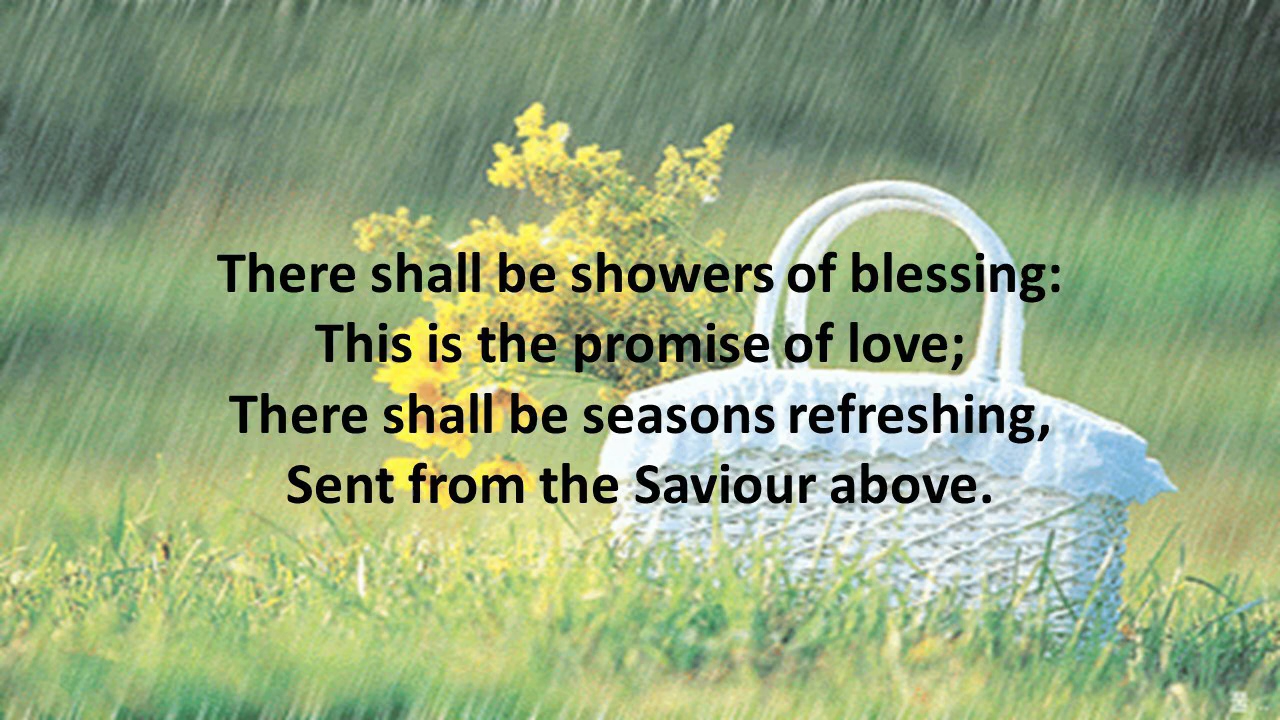 There shall be showers of blessing:
This is the promise of love;
There shall be seasons refreshing,
Sent from the Saviour above.